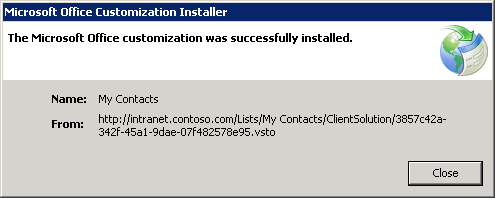 Microsoft Office Customization Installer
The Microsoft Office customization was successfully installed.
Name: My Contacts
From: http://intranet.contoso.com/Lists/My Contacts/ClientSolution/3857c42a-
342f-45a1-9dae-07f482578e95.vsto
Close